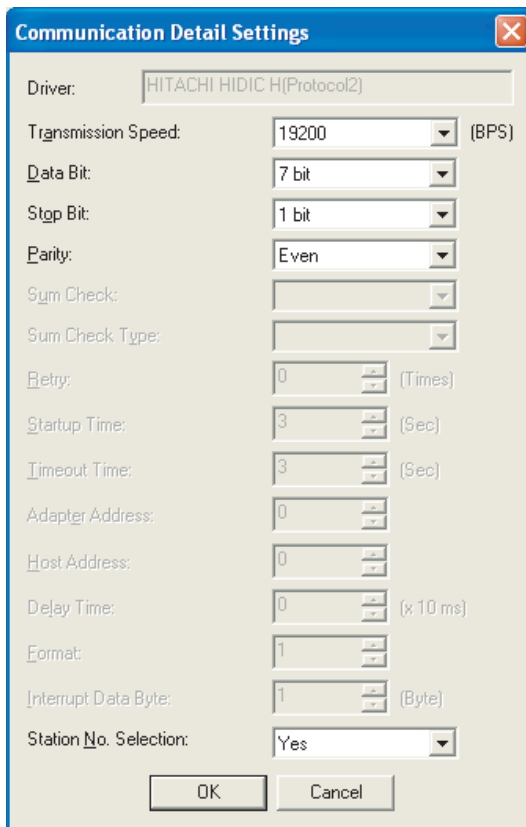 Communication Detail Settings
Driver: HITACHI HIDIC H(Protocol2)
Transmission Speed: 19200 (BPS)
Data Bit: 7 bit
Stop Bit: 1 bit
Parity: Even
Sum Check:
Sum Check Type:
Retry: 0 (Times)
Startup Time: 3 (Sec)
Timeout Time: 3 (Sec)
Adapter Address: 0
Host Address: 0
Delay Time: 0 (x 10 ms)
Format: 1
Interrupt Data Byte: 1 (Byte)
Station No. Selection: Yes
OK Cancel